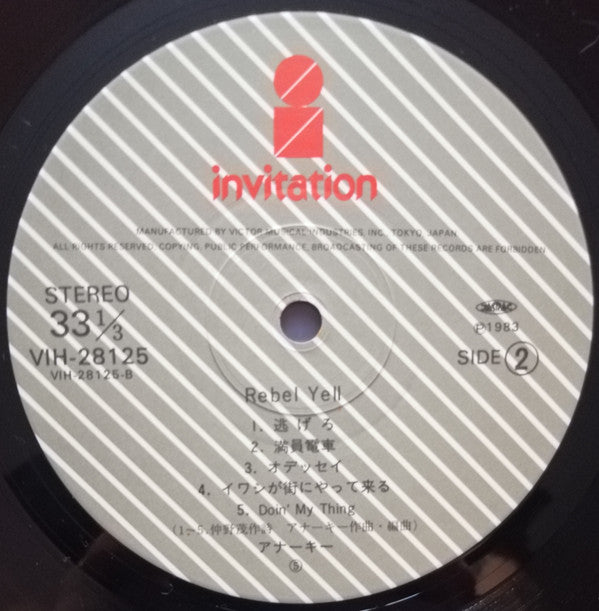 invitation
MANUFACTURED BY VICTOR MUSICAL INDUSTRIES, INC., TOKYO, JAPAN.
ALL RIGHTS RESERVED, COPYING, PUBLIC PERFORMANCE, BROADCASTING OF THESE RECORDS ARE FORBIDDEN.
STEREO
33 1/3
VIH-28125
VIH-28125-B
JASRAC
℗1983
SIDE 2
Rebel Yell
1. 逃げろ
2. 満員電車
3. オデッセイ
4. イワシが街にやって来る
5. Doin' My Thing
(1.~5.仲野茂作詩 アナーキー作曲・編曲)
アナーキー
⑤